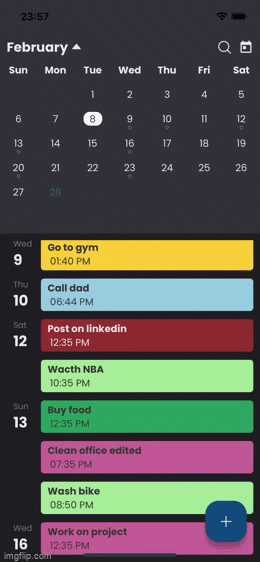 23:57
February
Sun Mon Tue Wed Thu Fri Sat
1 2 3 4 5
6 7 8 9 10 11 12
13 14 15 16 17 18 19
20 21 22 23 24 25 26
27 28
Wed
9
Go to gym
01:40 PM
Thu
10
Call dad
06:44 PM
Sat
12
Post on linkedin
12:35 PM
Wacth NBA
10:35 PM
Sun
13
Buy food
12:35 PM
Clean office edited
07:35 PM
Wash bike
08:50 PM
Wed
16
Work on project
12:35 PM
imgflip.com